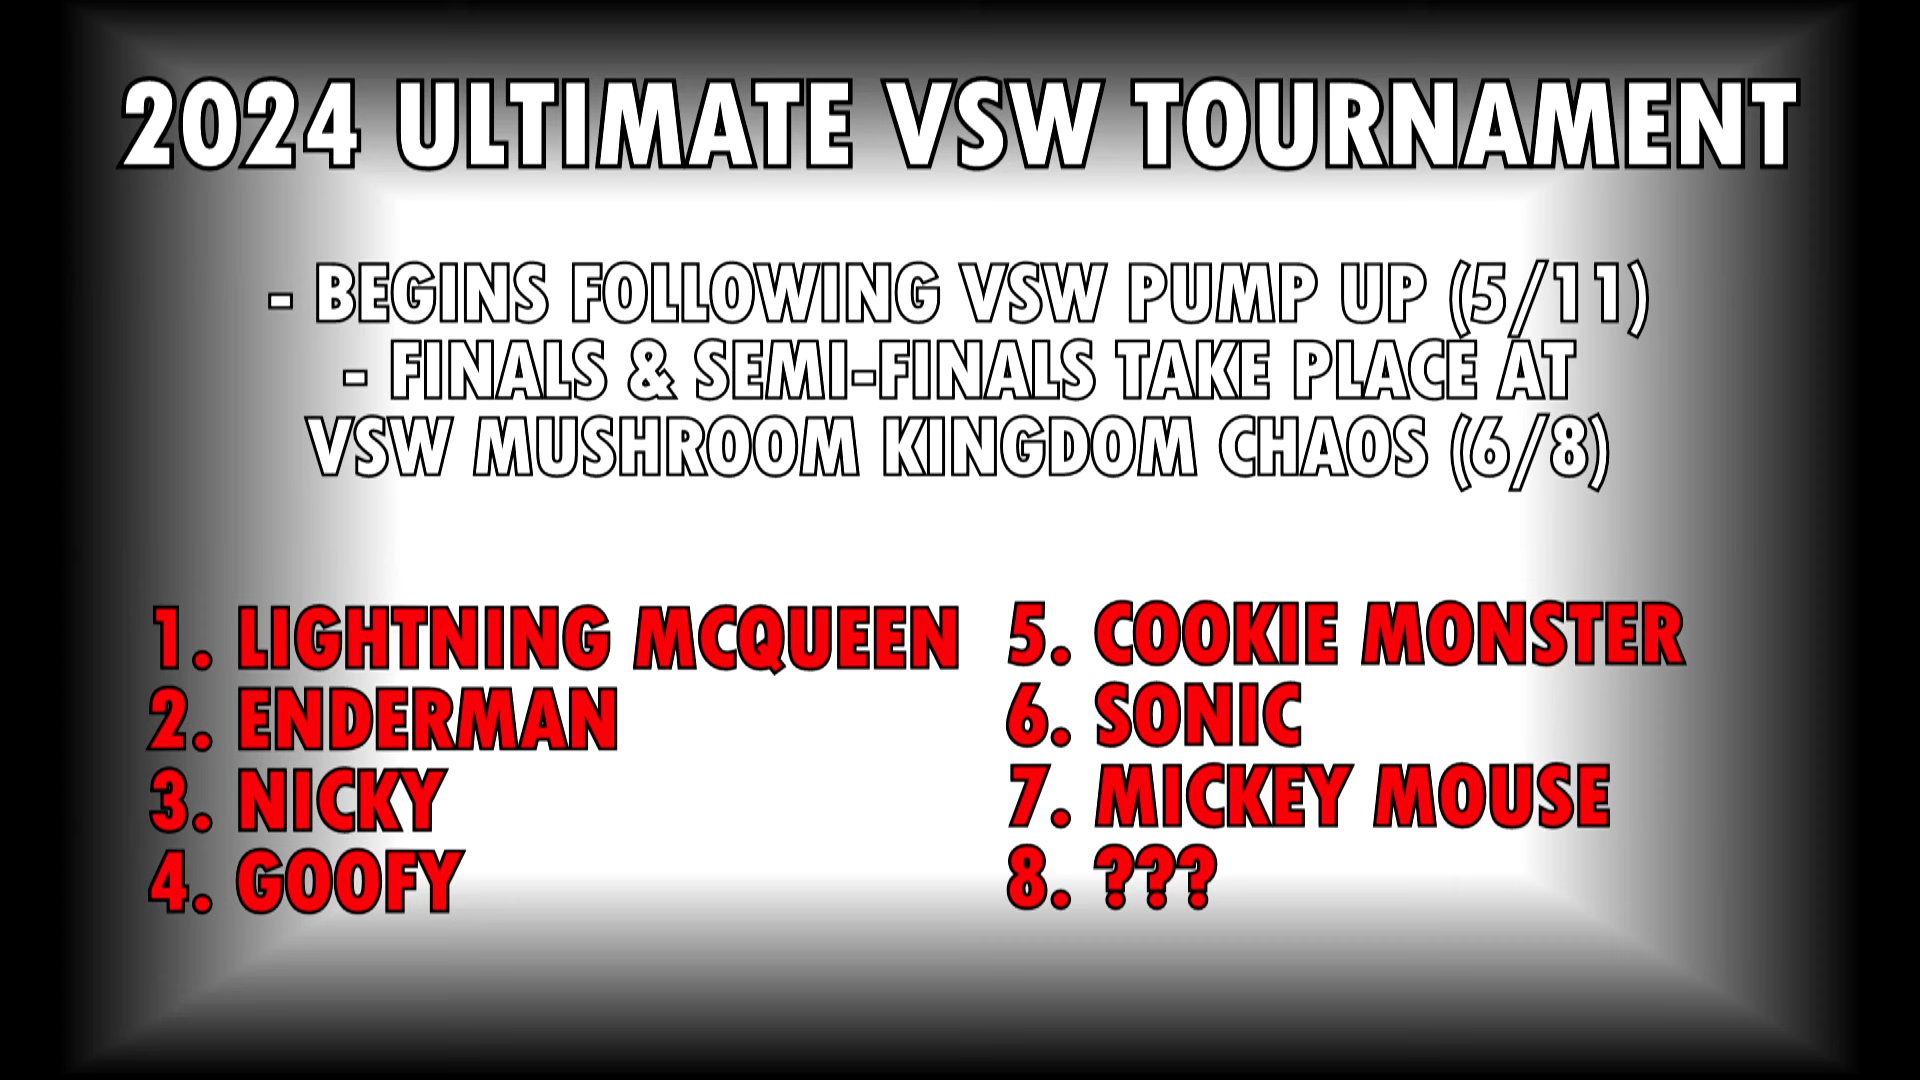 2024 ULTIMATE VSW TOURNAMENT
- BEGINS FOLLOWING VSW PUMP UP (5/11)
- FINALS & SEMI-FINALS TAKE PLACE AT
VSW MUSHROOM KINGDOM CHAOS (6/8)
1. LIGHTNING MCQUEEN
2. ENDERMAN
3. NICKY
4. GOOFY
5. COOKIE MONSTER
6. SONIC
7. MICKEY MOUSE
8. ???